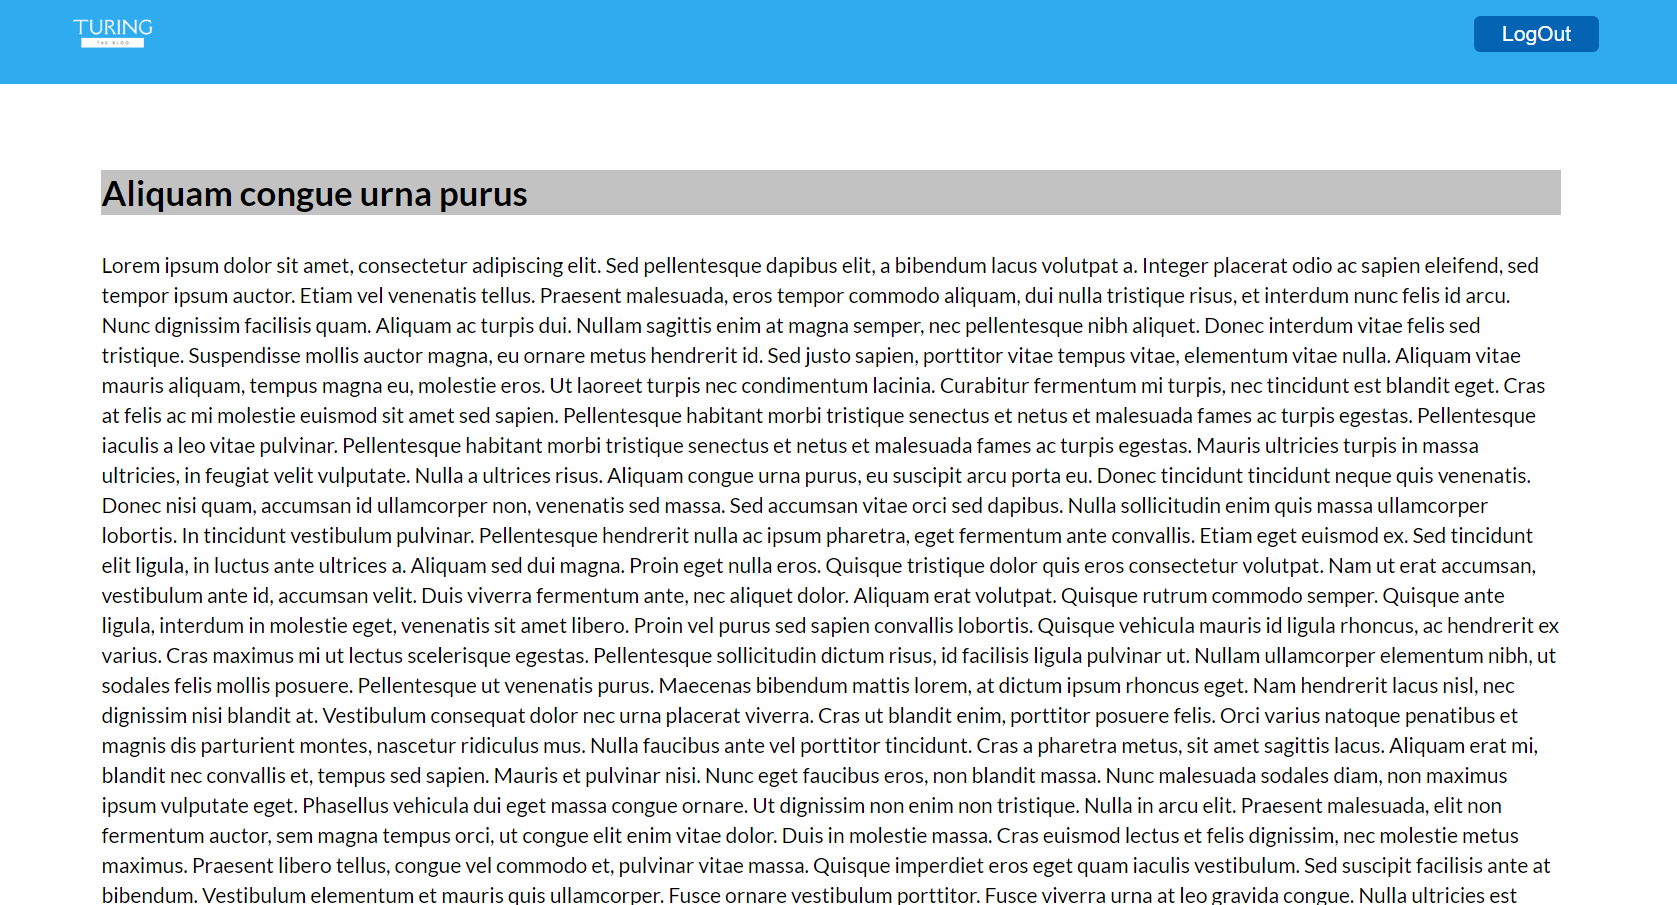 TURING
THE BLOG
LogOut
Aliquam congue urna purus
Lorem ipsum dolor sit amet, consectetur adipiscing elit. Sed pellentesque dapibus elit, a bibendum lacus volutpat a. Integer placerat odio ac sapien eleifend, sed
tempor ipsum auctor. Etiam vel venenatis tellus. Praesent malesuada, eros tempor commodo aliquam, dui nulla tristique risus, et interdum nunc felis id arcu.
Nunc dignissim facilisis quam. Aliquam ac turpis dui. Nullam sagittis enim at magna semper, nec pellentesque nibh aliquet. Donec interdum vitae felis sed
tristique. Suspendisse mollis auctor magna, eu ornare metus hendrerit id. Sed justo sapien, porttitor vitae tempus vitae, elementum vitae nulla. Aliquam vitae
mauris aliquam, tempus magna eu, molestie eros. Ut laoreet turpis nec condimentum lacinia. Curabitur fermentum mi turpis, nec tincidunt est blandit eget. Cras
at felis ac mi molestie euismod sit amet sed sapien. Pellentesque habitant morbi tristique senectus et netus et malesuada fames ac turpis egestas. Pellentesque
iaculis a leo vitae pulvinar. Pellentesque habitant morbi tristique senectus et netus et malesuada fames ac turpis egestas. Mauris ultricies turpis in massa
ultricies, in feugiat velit vulputate. Nulla a ultrices risus. Aliquam congue urna purus, eu suscipit arcu porta eu. Donec tincidunt tincidunt neque quis venenatis.
Donec nisi quam, accumsan id ullamcorper non, venenatis sed massa. Sed accumsan vitae orci sed dapibus. Nulla sollicitudin enim quis massa ullamcorper
lobortis. In tincidunt vestibulum pulvinar. Pellentesque hendrerit nulla ac ipsum pharetra, eget fermentum ante convallis. Etiam eget euismod ex. Sed tincidunt
elit ligula, in luctus ante ultrices a. Aliquam sed dui magna. Proin eget nulla eros. Quisque tristique dolor quis eros consectetur volutpat. Nam ut erat accumsan,
vestibulum ante id, accumsan velit. Duis viverra fermentum ante, nec aliquet dolor. Aliquam erat volutpat. Quisque rutrum commodo semper. Quisque ante
ligula, interdum in molestie eget, venenatis sit amet libero. Proin vel purus sed sapien convallis lobortis. Quisque vehicula mauris id ligula rhoncus, ac hendrerit ex
varius. Cras maximus mi ut lectus scelerisque egestas. Pellentesque sollicitudin dictum risus, id facilisis ligula pulvinar ut. Nullam ullamcorper elementum nibh, ut
sodales felis mollis posuere. Pellentesque ut venenatis purus. Maecenas bibendum mattis lorem, at dictum ipsum rhoncus eget. Nam hendrerit lacus nisl, nec
dignissim nisi blandit at. Vestibulum consequat dolor nec urna placerat viverra. Cras ut blandit enim, porttitor posuere felis. Orci varius natoque penatibus et
magnis dis parturient montes, nascetur ridiculus mus. Nulla faucibus ante vel porttitor tincidunt. Cras a pharetra metus, sit amet sagittis lacus. Aliquam erat mi,
blandit nec convallis et, tempus sed sapien. Mauris et pulvinar nisi. Nunc eget faucibus eros, non blandit massa. Nunc malesuada sodales diam, non maximus
ipsum vulputate eget. Phasellus vehicula dui eget massa congue ornare. Ut dignissim non enim non tristique. Nulla in arcu elit. Praesent malesuada, elit non
fermentum auctor, sem magna tempus orci, ut congue elit enim vitae dolor. Duis in molestie massa. Cras euismod lectus et felis dignissim, nec molestie metus
maximus. Praesent libero tellus, congue vel commodo et, pulvinar vitae massa. Quisque imperdiet eros eget quam iaculis vestibulum. Sed suscipit facilisis ante at
bibendum. Vestibulum elementum et mauris quis ullamcorper. Fusce ornare vestibulum porttitor. Fusce viverra urna at leo gravida congue. Nulla ultricies est